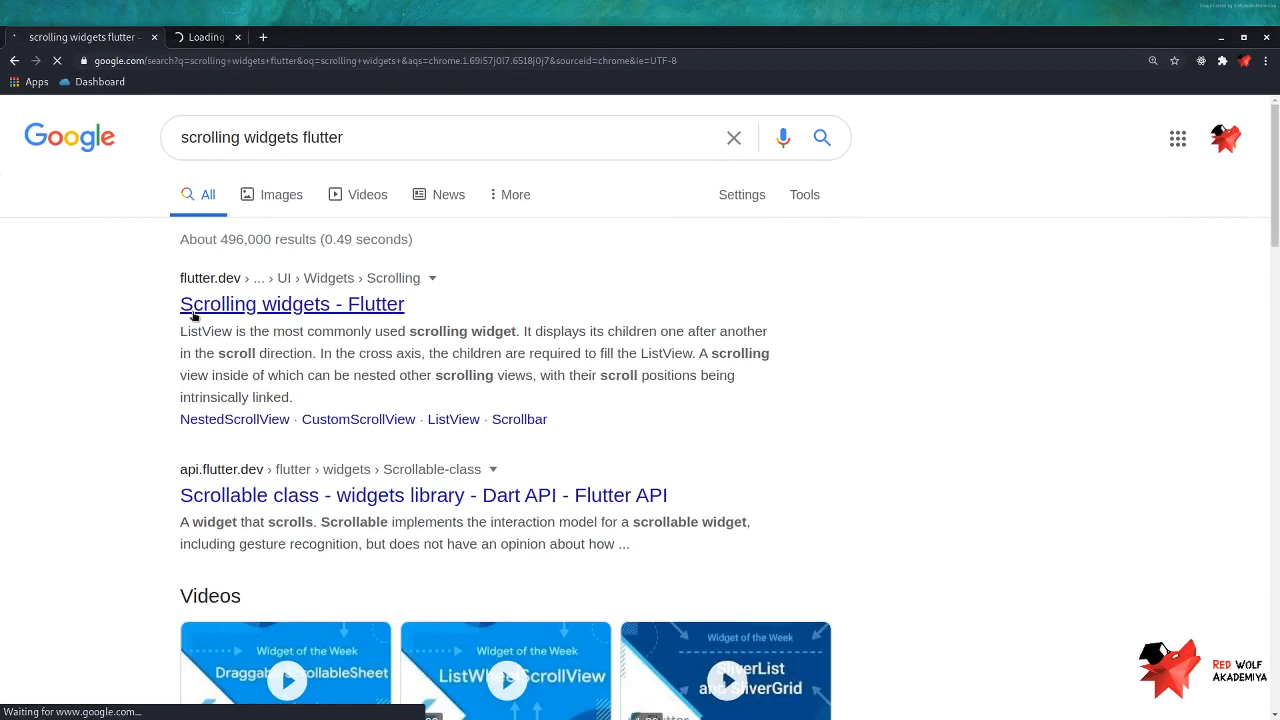 scrolling widgets flutter -
Loading
google.com/search?q=scrolling+widgets+flutter&oq=scrolling+widgets+&aqs=chrome.1.69i57j0l7.6518j0j7&sourceid=chrome&ie=UTF-8
Apps Dashboard
Google
scrolling widgets flutter
All Images Videos News More Settings Tools
About 496,000 results (0.49 seconds)
flutter.dev › ... › UI › Widgets › Scrolling
Scrolling widgets - Flutter
ListView is the most commonly used scrolling widget. It displays its children one after another
in the scroll direction. In the cross axis, the children are required to fill the ListView. A scrolling
view inside of which can be nested other scrolling views, with their scroll positions being
intrinsically linked.
NestedScrollView · CustomScrollView · ListView · Scrollbar
api.flutter.dev › flutter › widgets › Scrollable-class
Scrollable class - widgets library - Dart API - Flutter API
A widget that scrolls. Scrollable implements the interaction model for a scrollable widget,
including gesture recognition, but does not have an opinion about how ...
Videos
Widget of the Week
DraggableScrollableSheet
Widget of the Week
ListWheelScrollView
Widget of the Week
SliverList
and SliverGrid
RED WOLF
AKADEMIYA
Waiting for www.google.com...